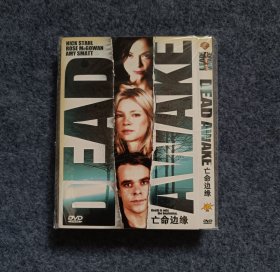 NICK STAHL
ROSE McGOWAN
AMY SMART
DEAD
AWAKE
亡命边缘
DVD
DEAD AWAKE
亡命边缘
DVD